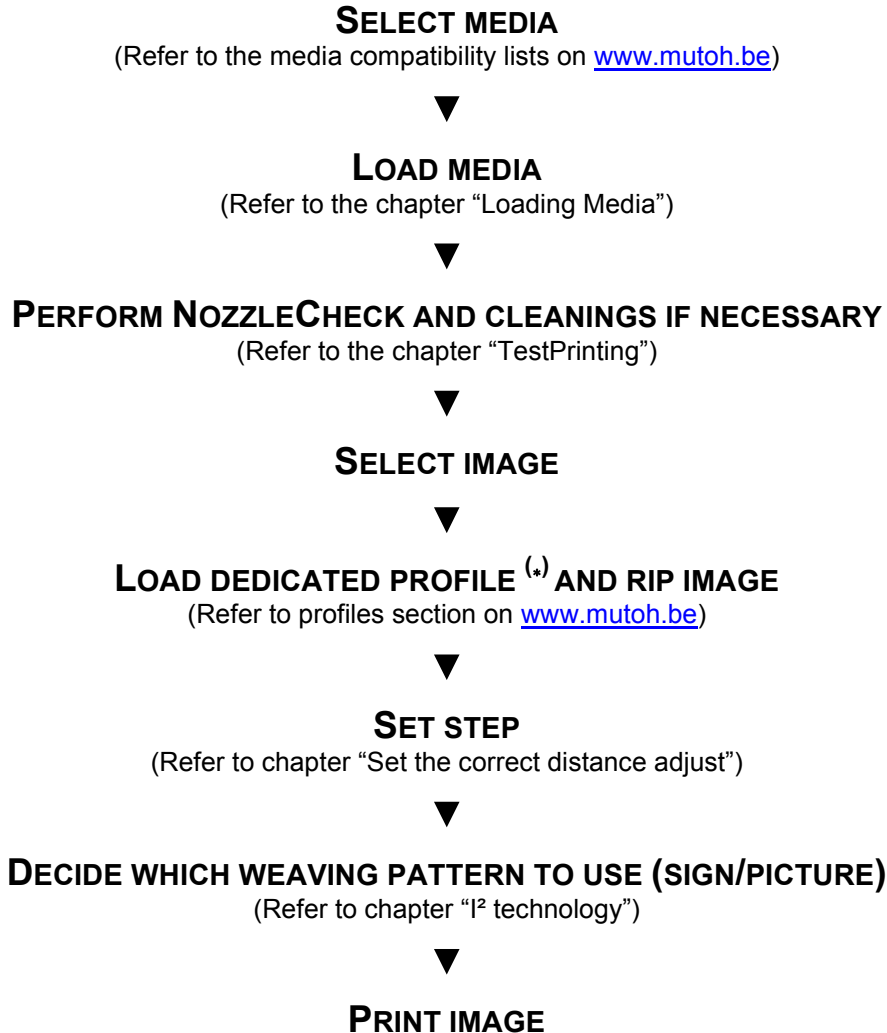 SELECT MEDIA
(Refer to the media compatibility lists on www.mutoh.be)
▼
LOAD MEDIA
(Refer to the chapter “Loading Media”)
▼
PERFORM NOZZLECHECK AND CLEANINGS IF NECESSARY
(Refer to the chapter “TestPrinting”)
▼
SELECT IMAGE
▼
LOAD DEDICATED PROFILE (*) AND RIP IMAGE
(Refer to profiles section on www.mutoh.be)
▼
SET STEP
(Refer to chapter “Set the correct distance adjust”)
▼
DECIDE WHICH WEAVING PATTERN TO USE (SIGN/PICTURE)
(Refer to chapter “I² technology”)
▼
PRINT IMAGE